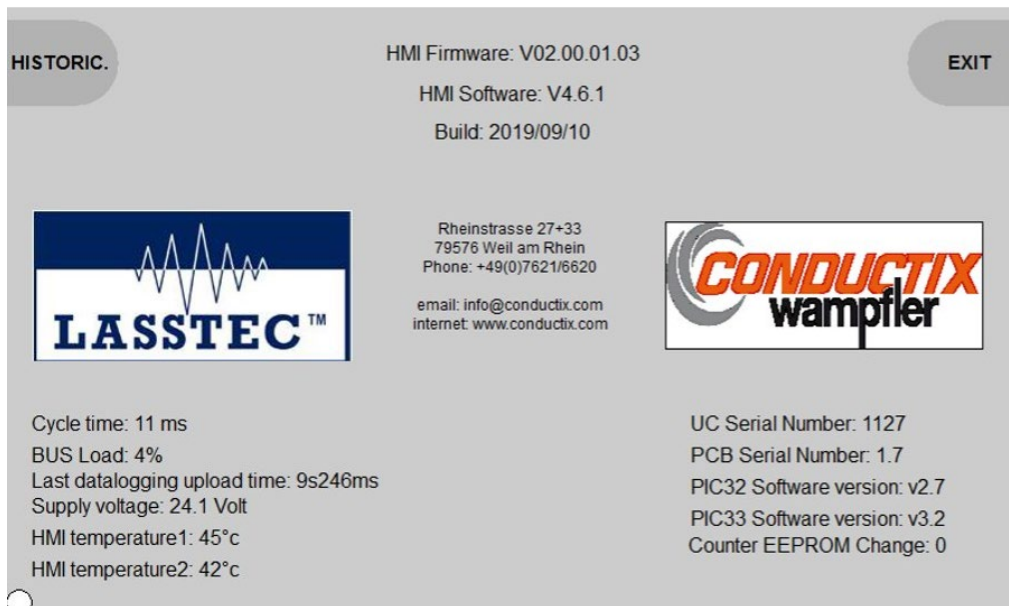 HISTORIC.
HMI Firmware: V02.00.01.03
EXIT
HMI Software: V4.6.1
Build: 2019/09/10
LASSTEC™
Rheinstrasse 27+33
79576 Weil am Rhein
Phone: +49(0)7621/6620
email: info@conductix.com
internet: www.conductix.com
CONDUCTIX
wampfler
Cycle time: 11 ms
BUS Load: 4%
Last datalogging upload time: 9s246ms
Supply voltage: 24.1 Volt
HMI temperature1: 45°c
HMI temperature2: 42°c
UC Serial Number: 1127
PCB Serial Number: 1.7
PIC32 Software version: v2.7
PIC33 Software version: v3.2
Counter EEPROM Change: 0